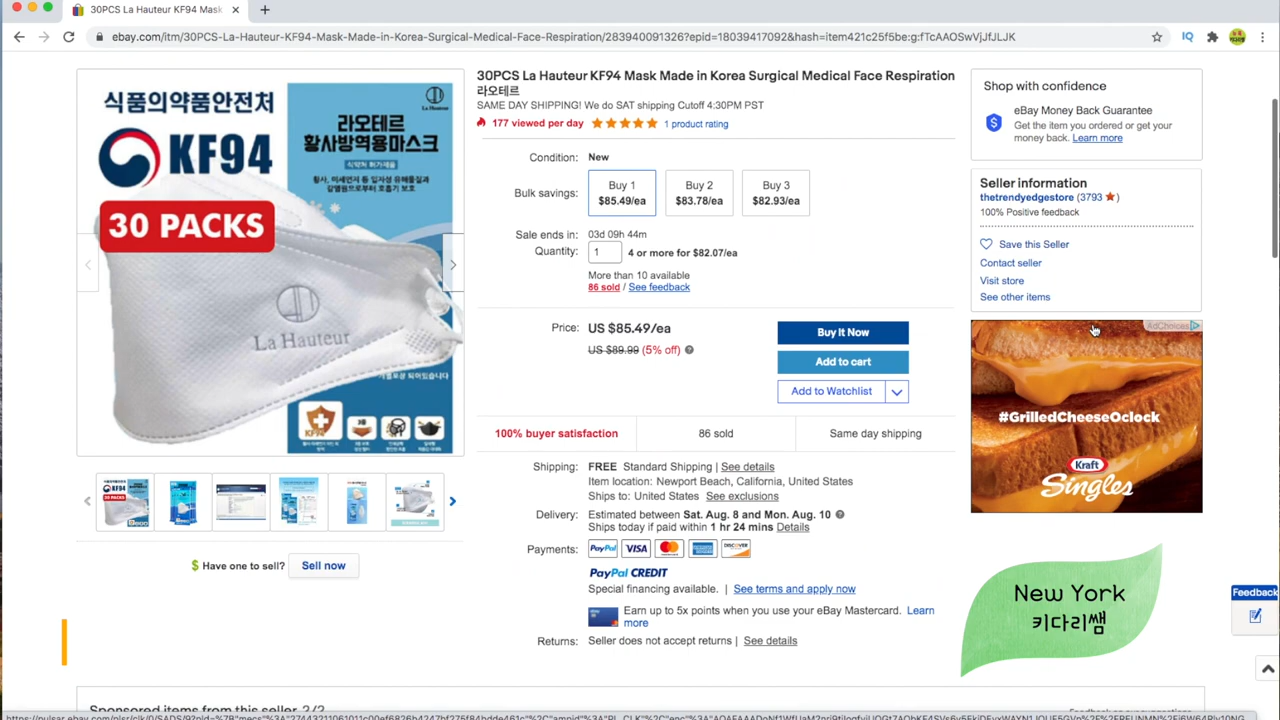 30PCS La Hauteur KF94 Mask
ebay.com/itm/30PCS-La-Hauteur-KF94-Mask-Made-in-Korea-Surgical-Medical-Face-Respiration/283940091326?epid=18039417092&hash=item421c25f5be:g:fTcAAOSwVjJfJLJK
식품의약품안전처
KF94
30 PACKS
La Hauteur
라오테르
황사방역용마스크
La Hauteur
KF94
30PCS La Hauteur KF94 Mask Made in Korea Surgical Medical Face Respiration
라오테르
SAME DAY SHIPPING! We do SAT shipping Cutoff 4:30PM PST
177 viewed per day 1 product rating
Condition: New
Bulk savings: Buy 1 Buy 2 Buy 3
$85.49/ea $83.78/ea $82.93/ea
Sale ends in: 03d 09h 44m
Quantity: 1 4 or more for $82.07/ea
More than 10 available
86 sold / See feedback
Price: US $85.49/ea
US $89.99 (5% off)
Buy It Now
Add to cart
Add to Watchlist
100% buyer satisfaction 86 sold Same day shipping
Shipping: FREE Standard Shipping | See details
Item location: Newport Beach, California, United States
Ships to: United States See exclusions
Delivery: Estimated between Sat. Aug. 8 and Mon. Aug. 10
Ships today if paid within 1 hr 24 mins Details
Payments: PayPal VISA
PayPal CREDIT
Special financing available. | See terms and apply now
Earn up to 5x points when you use your eBay Mastercard. Learn
more
Returns: Seller does not accept returns | See details
Have one to sell? Sell now
Shop with confidence
eBay Money Back Guarantee
Get the item you ordered or get your
money back. Learn more
Seller information
thetrendyedgestore (3793 )
100% Positive feedback
Save this Seller
Contact seller
Visit store
See other items
AdChoices
#GrilledCheeseOclock
Kraft
Singles
New York
키다리쌤
Feedback
Sponsored items from this seller 2/2